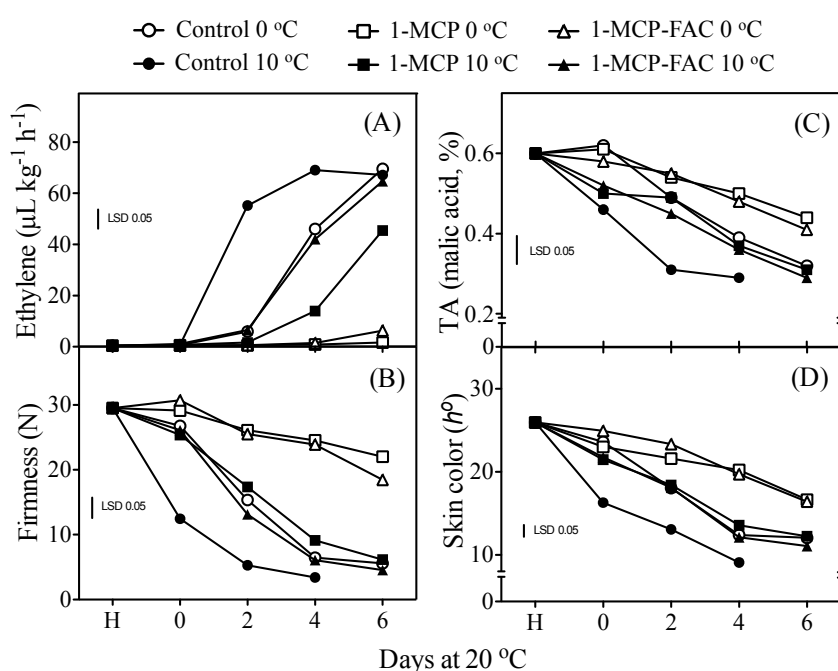 Control 0 °C 1-MCP 0 °C 1-MCP-FAC 0 °C
Control 10 °C 1-MCP 10 °C 1-MCP-FAC 10 °C
Ethylene (µL kg⁻¹ h⁻¹)
80
60
40
20
0
(A)
LSD 0.05
TA (malic acid, %)
0.6
0.4
0.2
0
(C)
LSD 0.05
Firmness (N)
30
20
10
0
(B)
LSD 0.05
H 0 2 4 6
Skin color (hº)
30
20
10
0
(D)
LSD 0.05
H 0 2 4 6
Days at 20 °C